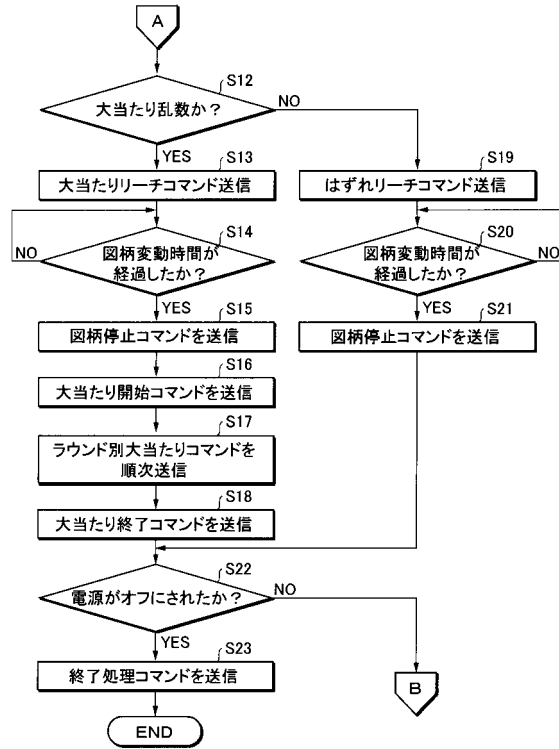 A
S12
大当たり乱数か？
NO
YES
S13
大当たりリーチコマンド送信
S19
はずれリーチコマンド送信
S14
図柄変動時間が
経過したか？
NO
YES
S20
図柄変動時間が
経過したか？
NO
YES
S15
図柄停止コマンドを送信
S21
図柄停止コマンドを送信
S16
大当たり開始コマンドを送信
S17
ラウンド別大当たりコマンドを
順次送信
S18
大当たり終了コマンドを送信
S22
電源がオフにされたか？
NO
YES
S23
終了処理コマンドを送信
B
END